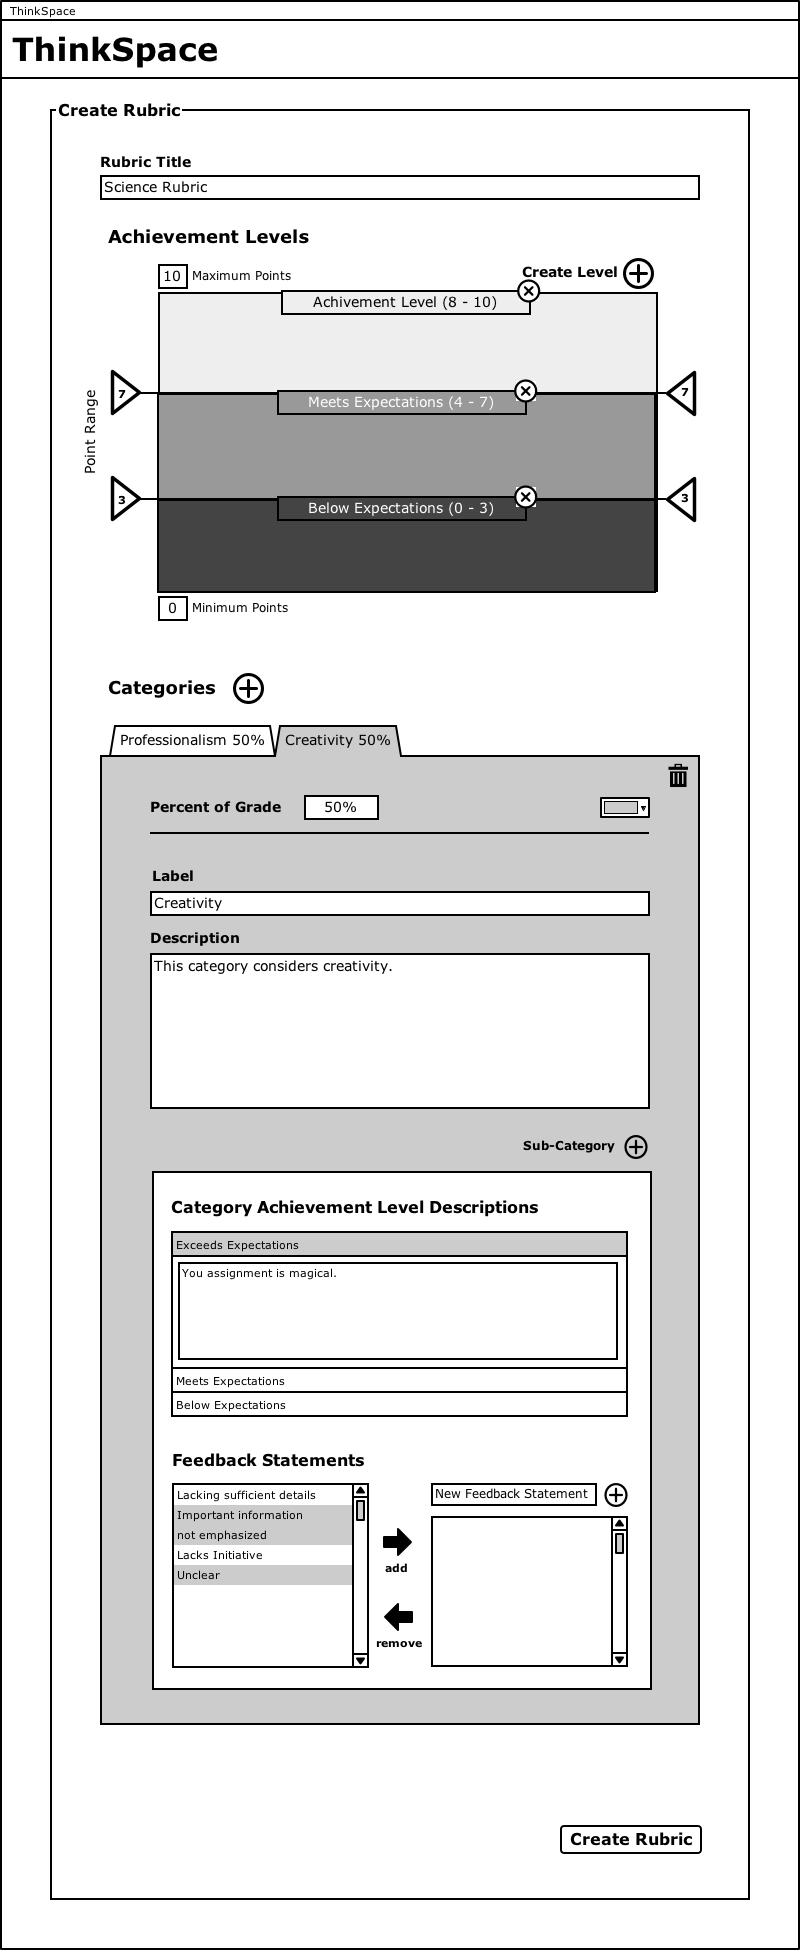 ThinkSpace
ThinkSpace
Create Rubric
Rubric Title
Science Rubric
Achievement Levels
10 Maximum Points
Create Level
Achivement Level (8 - 10)
7
Meets Expectations (4 - 7)
7
Point Range
3
Below Expectations (0 - 3)
3
0 Minimum Points
Categories
Professionalism 50%
Creativity 50%
Percent of Grade
50%
Label
Creativity
Description
This category considers creativity.
Sub-Category
Category Achievement Level Descriptions
Exceeds Expectations
You assignment is magical.
Meets Expectations
Below Expectations
Feedback Statements
Lacking sufficient details
Important information
not emphasized
Lacks Initiative
Unclear
add
remove
New Feedback Statement
Create Rubric